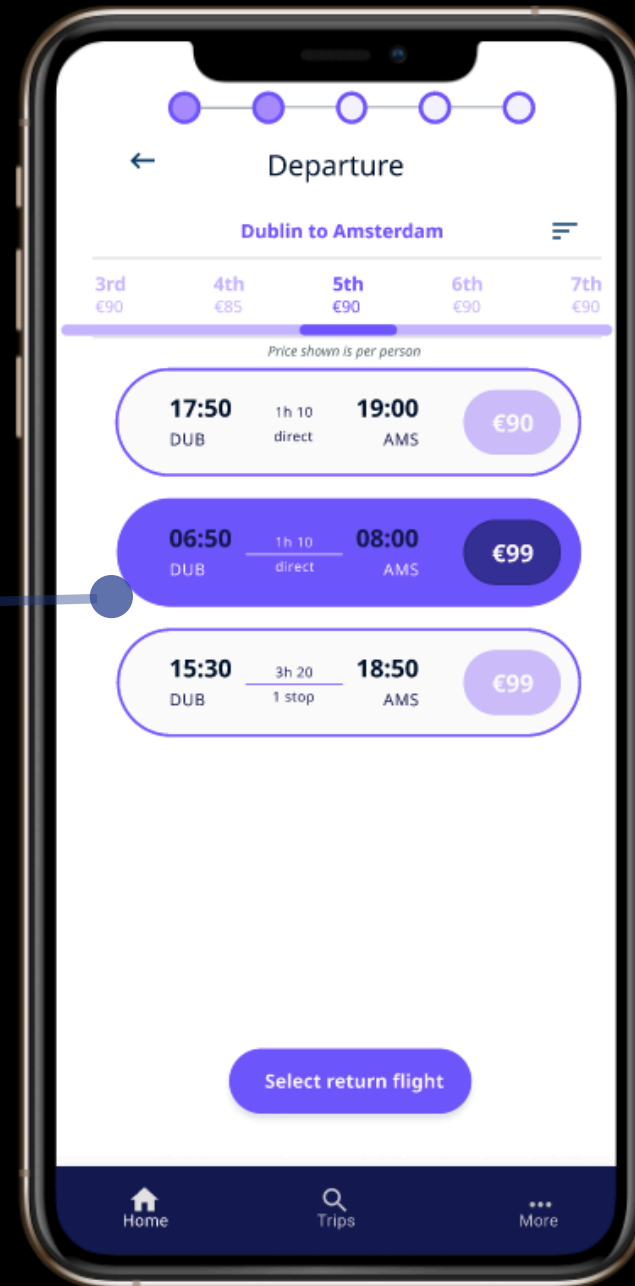 Departure
Dublin to Amsterdam
3rd 4th 5th 6th 7th
€90 €85 €90 €90 €90
Price shown is per person
17:50 1h 10 19:00 €90
DUB direct AMS
06:50 1h 10 08:00 €99
DUB direct AMS
15:30 3h 20 18:50 €99
DUB 1 stop AMS
Select return flight
Home Trips More